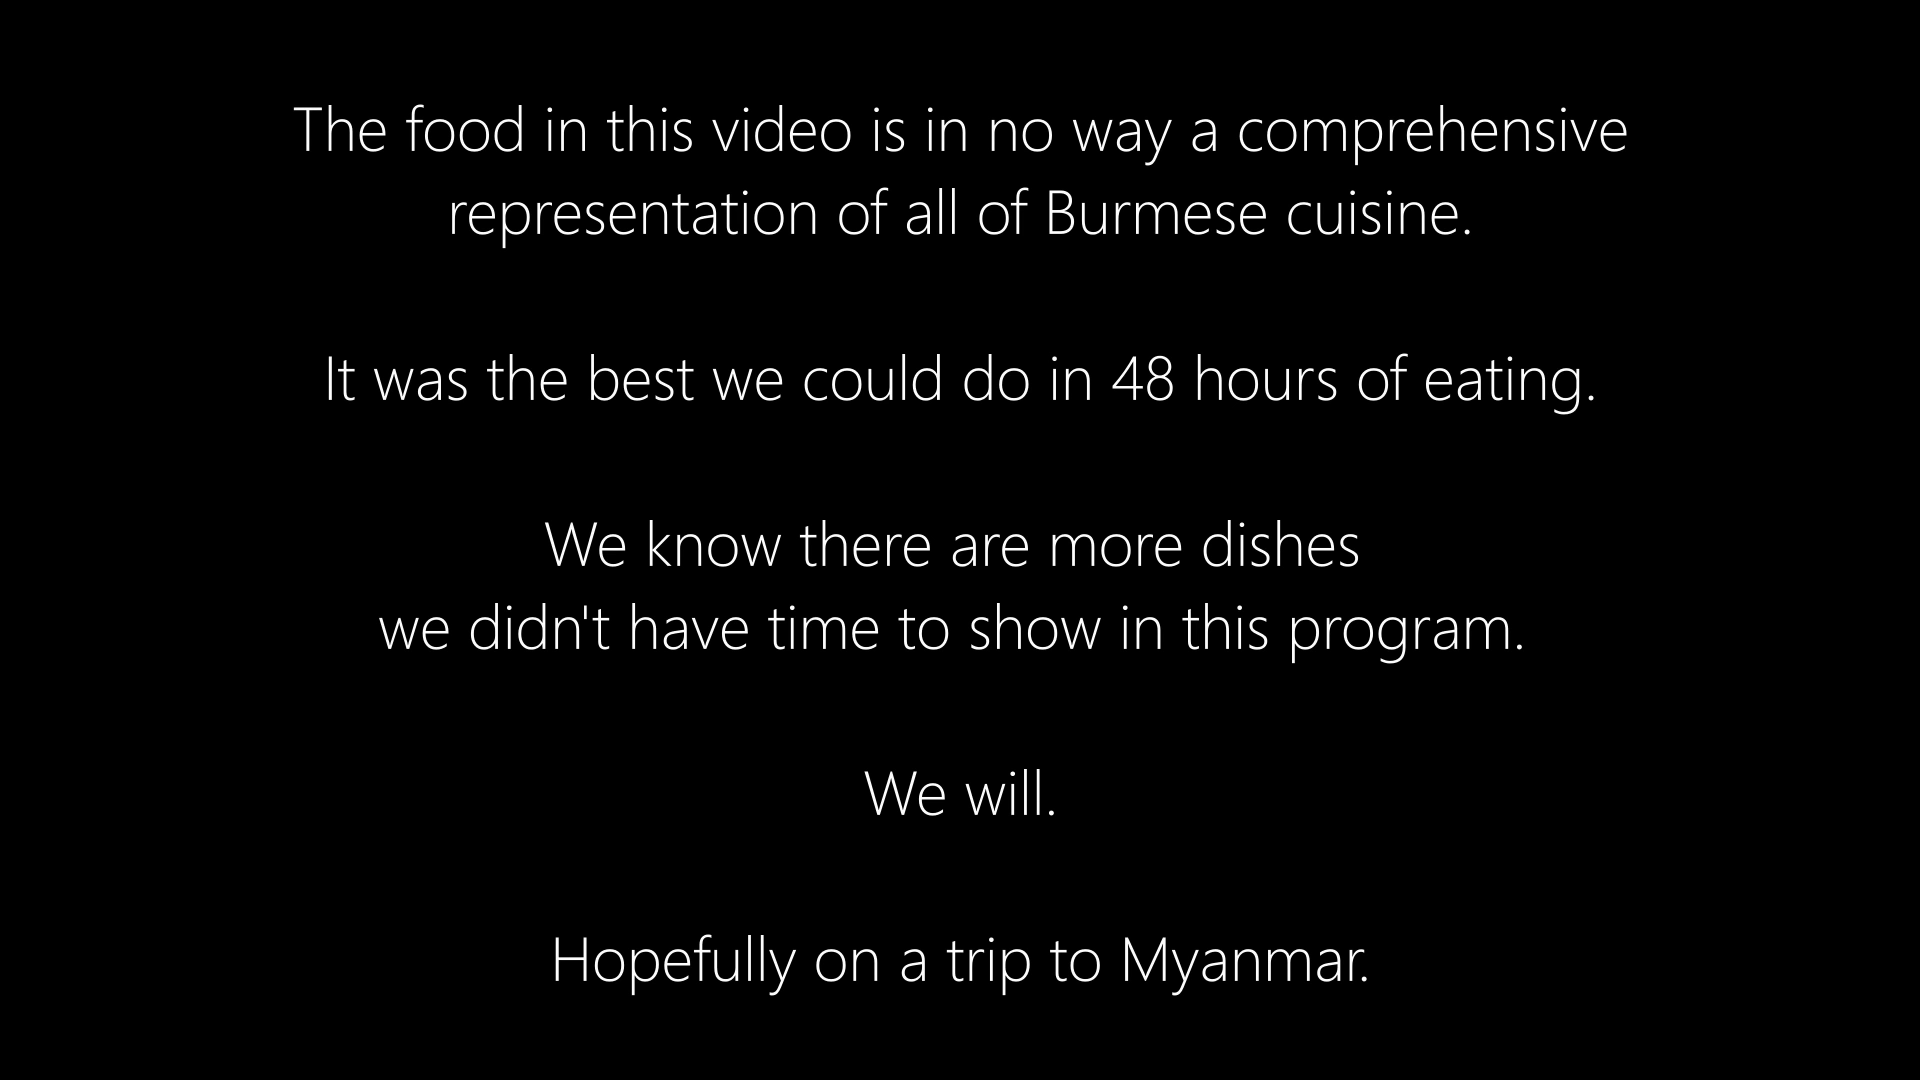 The food in this video is in no way a comprehensive
representation of all of Burmese cuisine.
It was the best we could do in 48 hours of eating.
We know there are more dishes
we didn't have time to show in this program.
We will.
Hopefully on a trip to Myanmar.